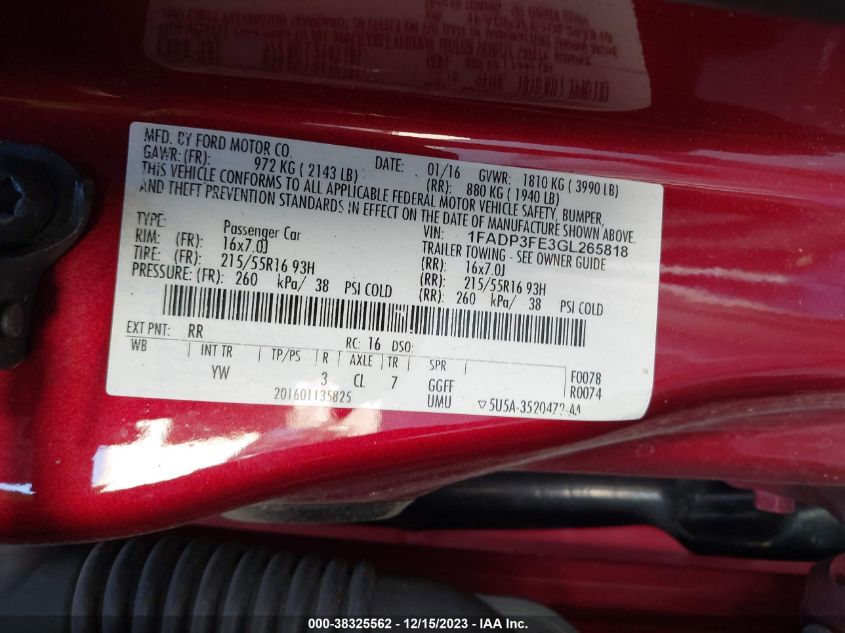 MFD. BY FORD MOTOR CO.
DATE: 01/16 GVWR: 1810 KG ( 3990 LB)
GAWR: (FR): 972 KG ( 2143 LB) (RR): 880 KG ( 1940 LB)
THIS VEHICLE CONFORMS TO ALL APPLICABLE FEDERAL MOTOR VEHICLE SAFETY, BUMPER,
AND THEFT PREVENTION STANDARDS IN EFFECT ON THE DATE OF MANUFACTURE SHOWN ABOVE.
VIN: 1FADP3FE3GL265818
TYPE: Passenger Car TRAILER TOWING - SEE OWNER GUIDE
RIM: (FR): 16x7.0J (RR): 16x7.0J
TIRE: (FR): 215/55R16 93H (RR): 215/55R16 93H
PRESSURE: (FR): 260 kPa/ 38 PSI COLD (RR): 260 kPa/ 38 PSI COLD
EXT PNT: RR RC: 16 DSO:
WB INT TR TP/PS R AXLE TR SPR F0078
YW 3 CL 7 GGFF R0074
201601135825 UMU ▽5U5A-3520472-AA
000-38325562 - 12/15/2023 - IAAI.com